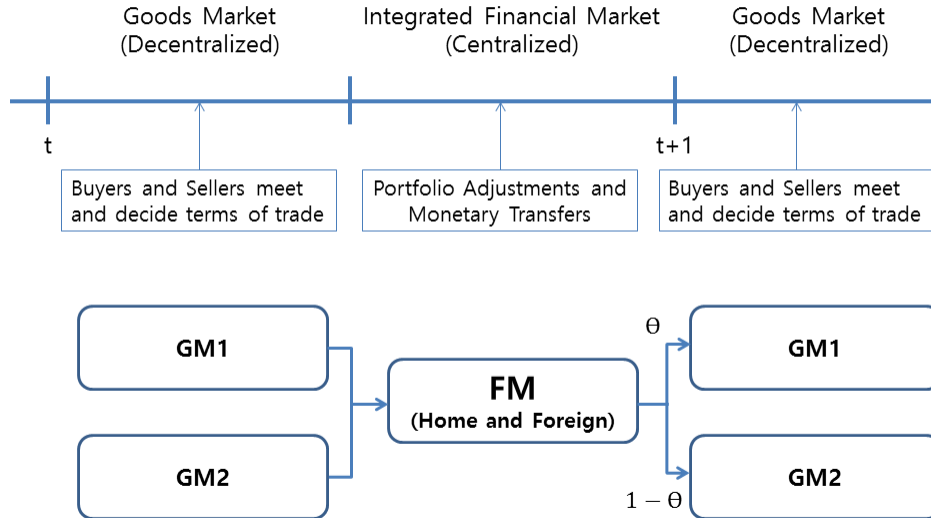 Goods Market
(Decentralized)
Integrated Financial Market
(Centralized)
Goods Market
(Decentralized)
t
t+1
Buyers and Sellers meet
and decide terms of trade
Portfolio Adjustments and
Monetary Transfers
Buyers and Sellers meet
and decide terms of trade
GM1
GM2
FM
(Home and Foreign)
θ
GM1
1 − θ
GM2